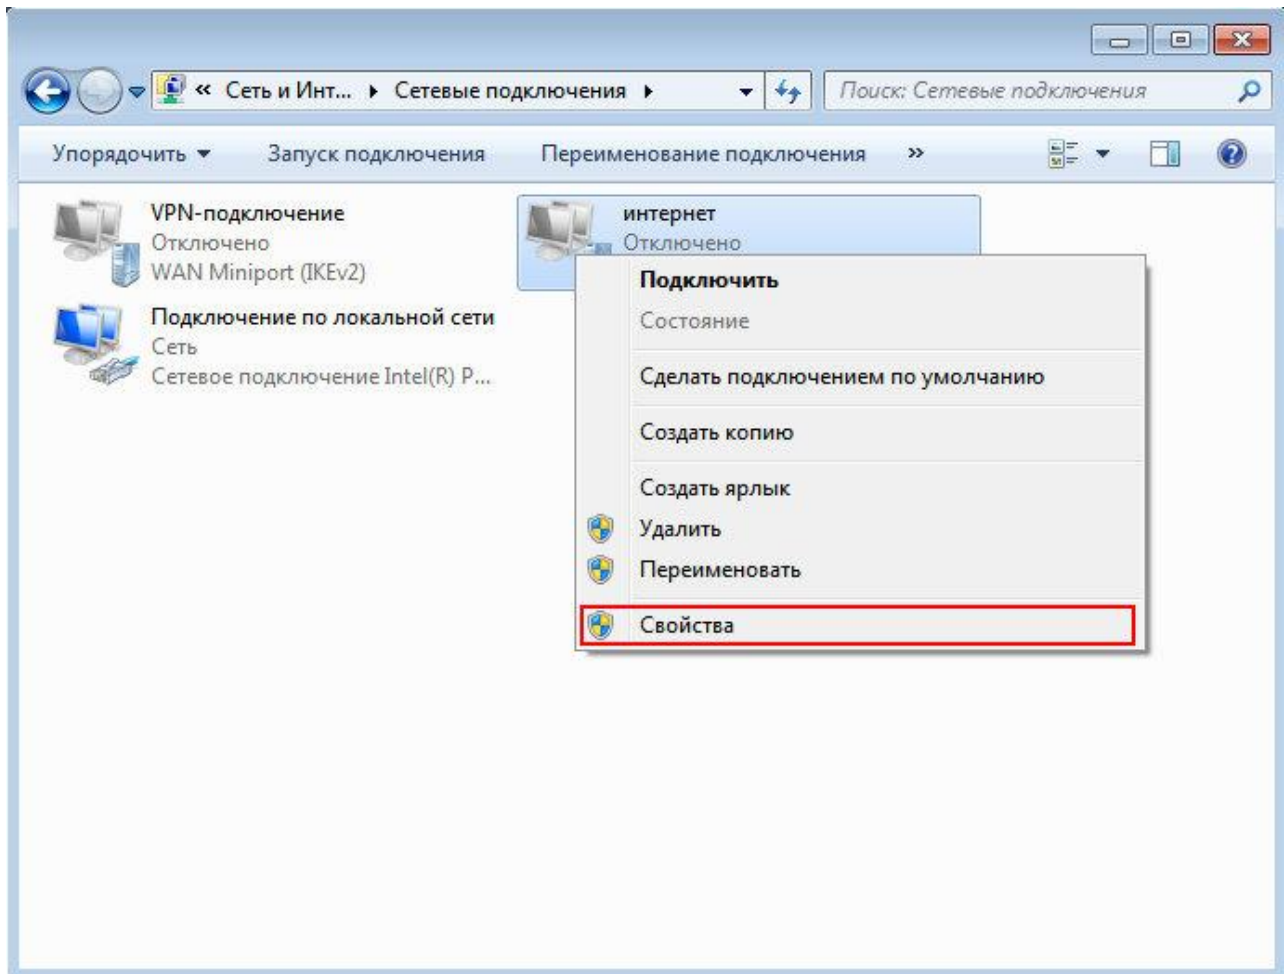 « Сеть и Инт... Сетевые подключения
Поиск: Сетевые подключения
Упорядочить Запуск подключения Переименование подключения »
VPN-подключение
Отключено
WAN Miniport (IKEv2)
интернет
Отключено
Подключение по локальной сети
Сеть
Сетевое подключение Intel(R) P...
Подключить
Состояние
Сделать подключением по умолчанию
Создать копию
Создать ярлык
Удалить
Переименовать
Свойства